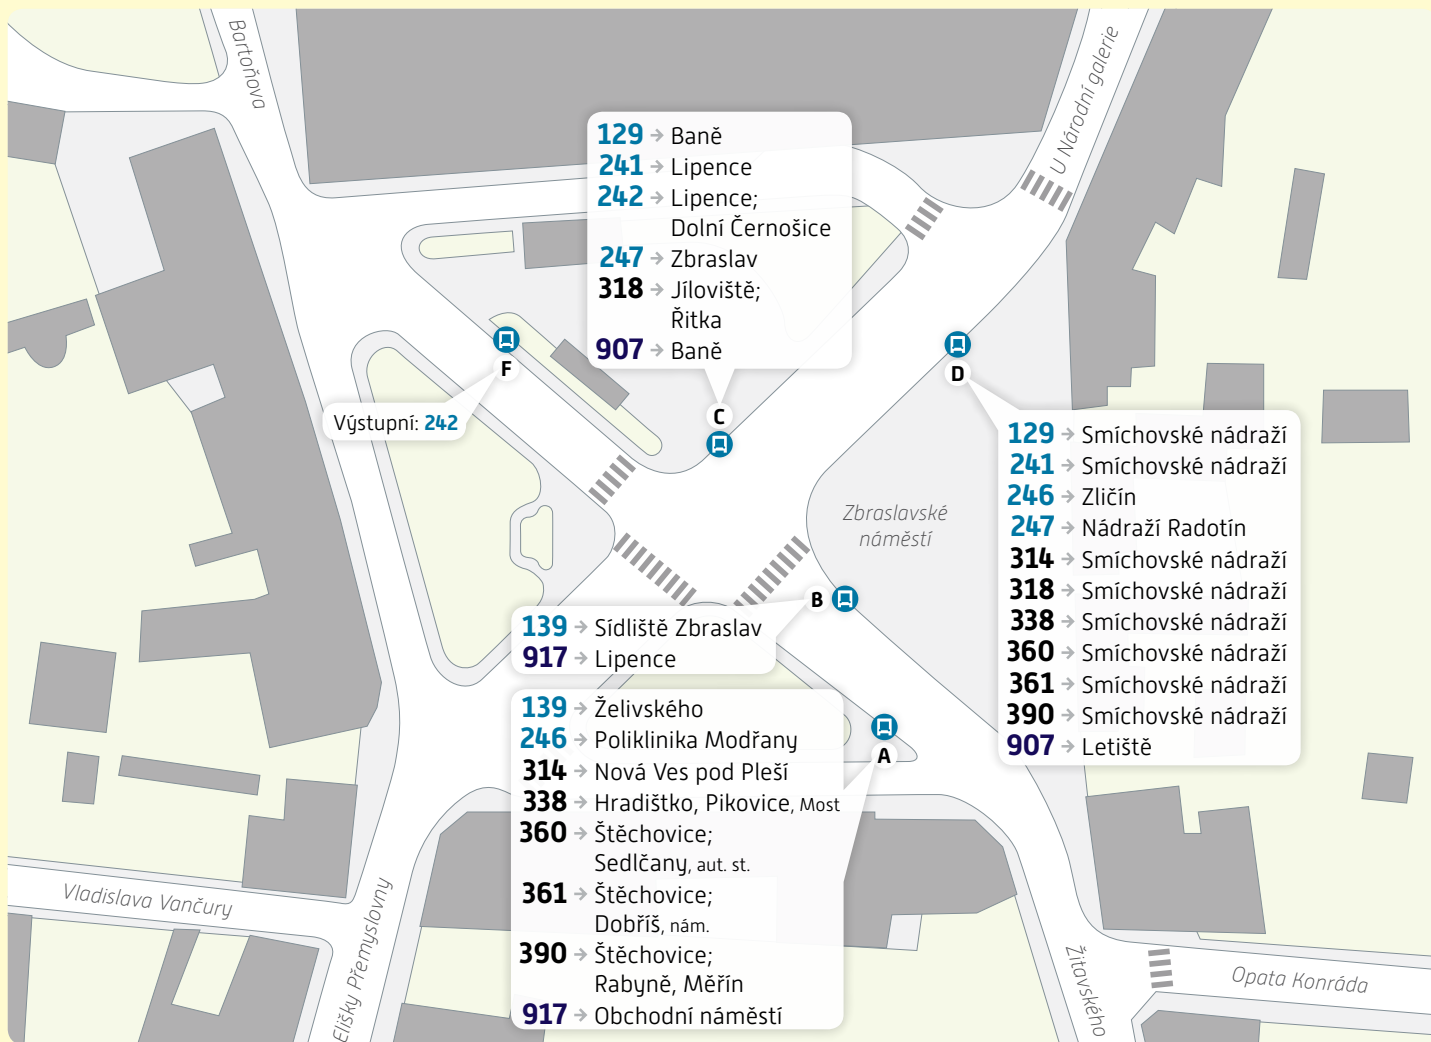 Bartoňova
U Národní galerie
129 → Baně
241 → Lipence
242 → Lipence;
Dolní Černošice
247 → Zbraslav
318 → Jíloviště;
Řitka
907 → Baně
F
Výstupní: 242
C
D
129 → Smíchovské nádraží
241 → Smíchovské nádraží
246 → Zličín
247 → Nádraží Radotín
314 → Smíchovské nádraží
318 → Smíchovské nádraží
338 → Smíchovské nádraží
360 → Smíchovské nádraží
361 → Smíchovské nádraží
390 → Smíchovské nádraží
907 → Letiště
Zbraslavské
náměstí
B
139 → Sídliště Zbraslav
917 → Lipence
A
139 → Želivského
246 → Poliklinika Modřany
314 → Nová Ves pod Pleší
338 → Hradištko, Pikovice, Most
360 → Štěchovice;
Sedlčany, aut. st.
361 → Štěchovice;
Dobříš, nám.
390 → Štěchovice;
Rabyně, Měřín
917 → Obchodní náměstí
Vladislava Vančury
Elišky Přemyslovny
Žitavského
Opata Konráda